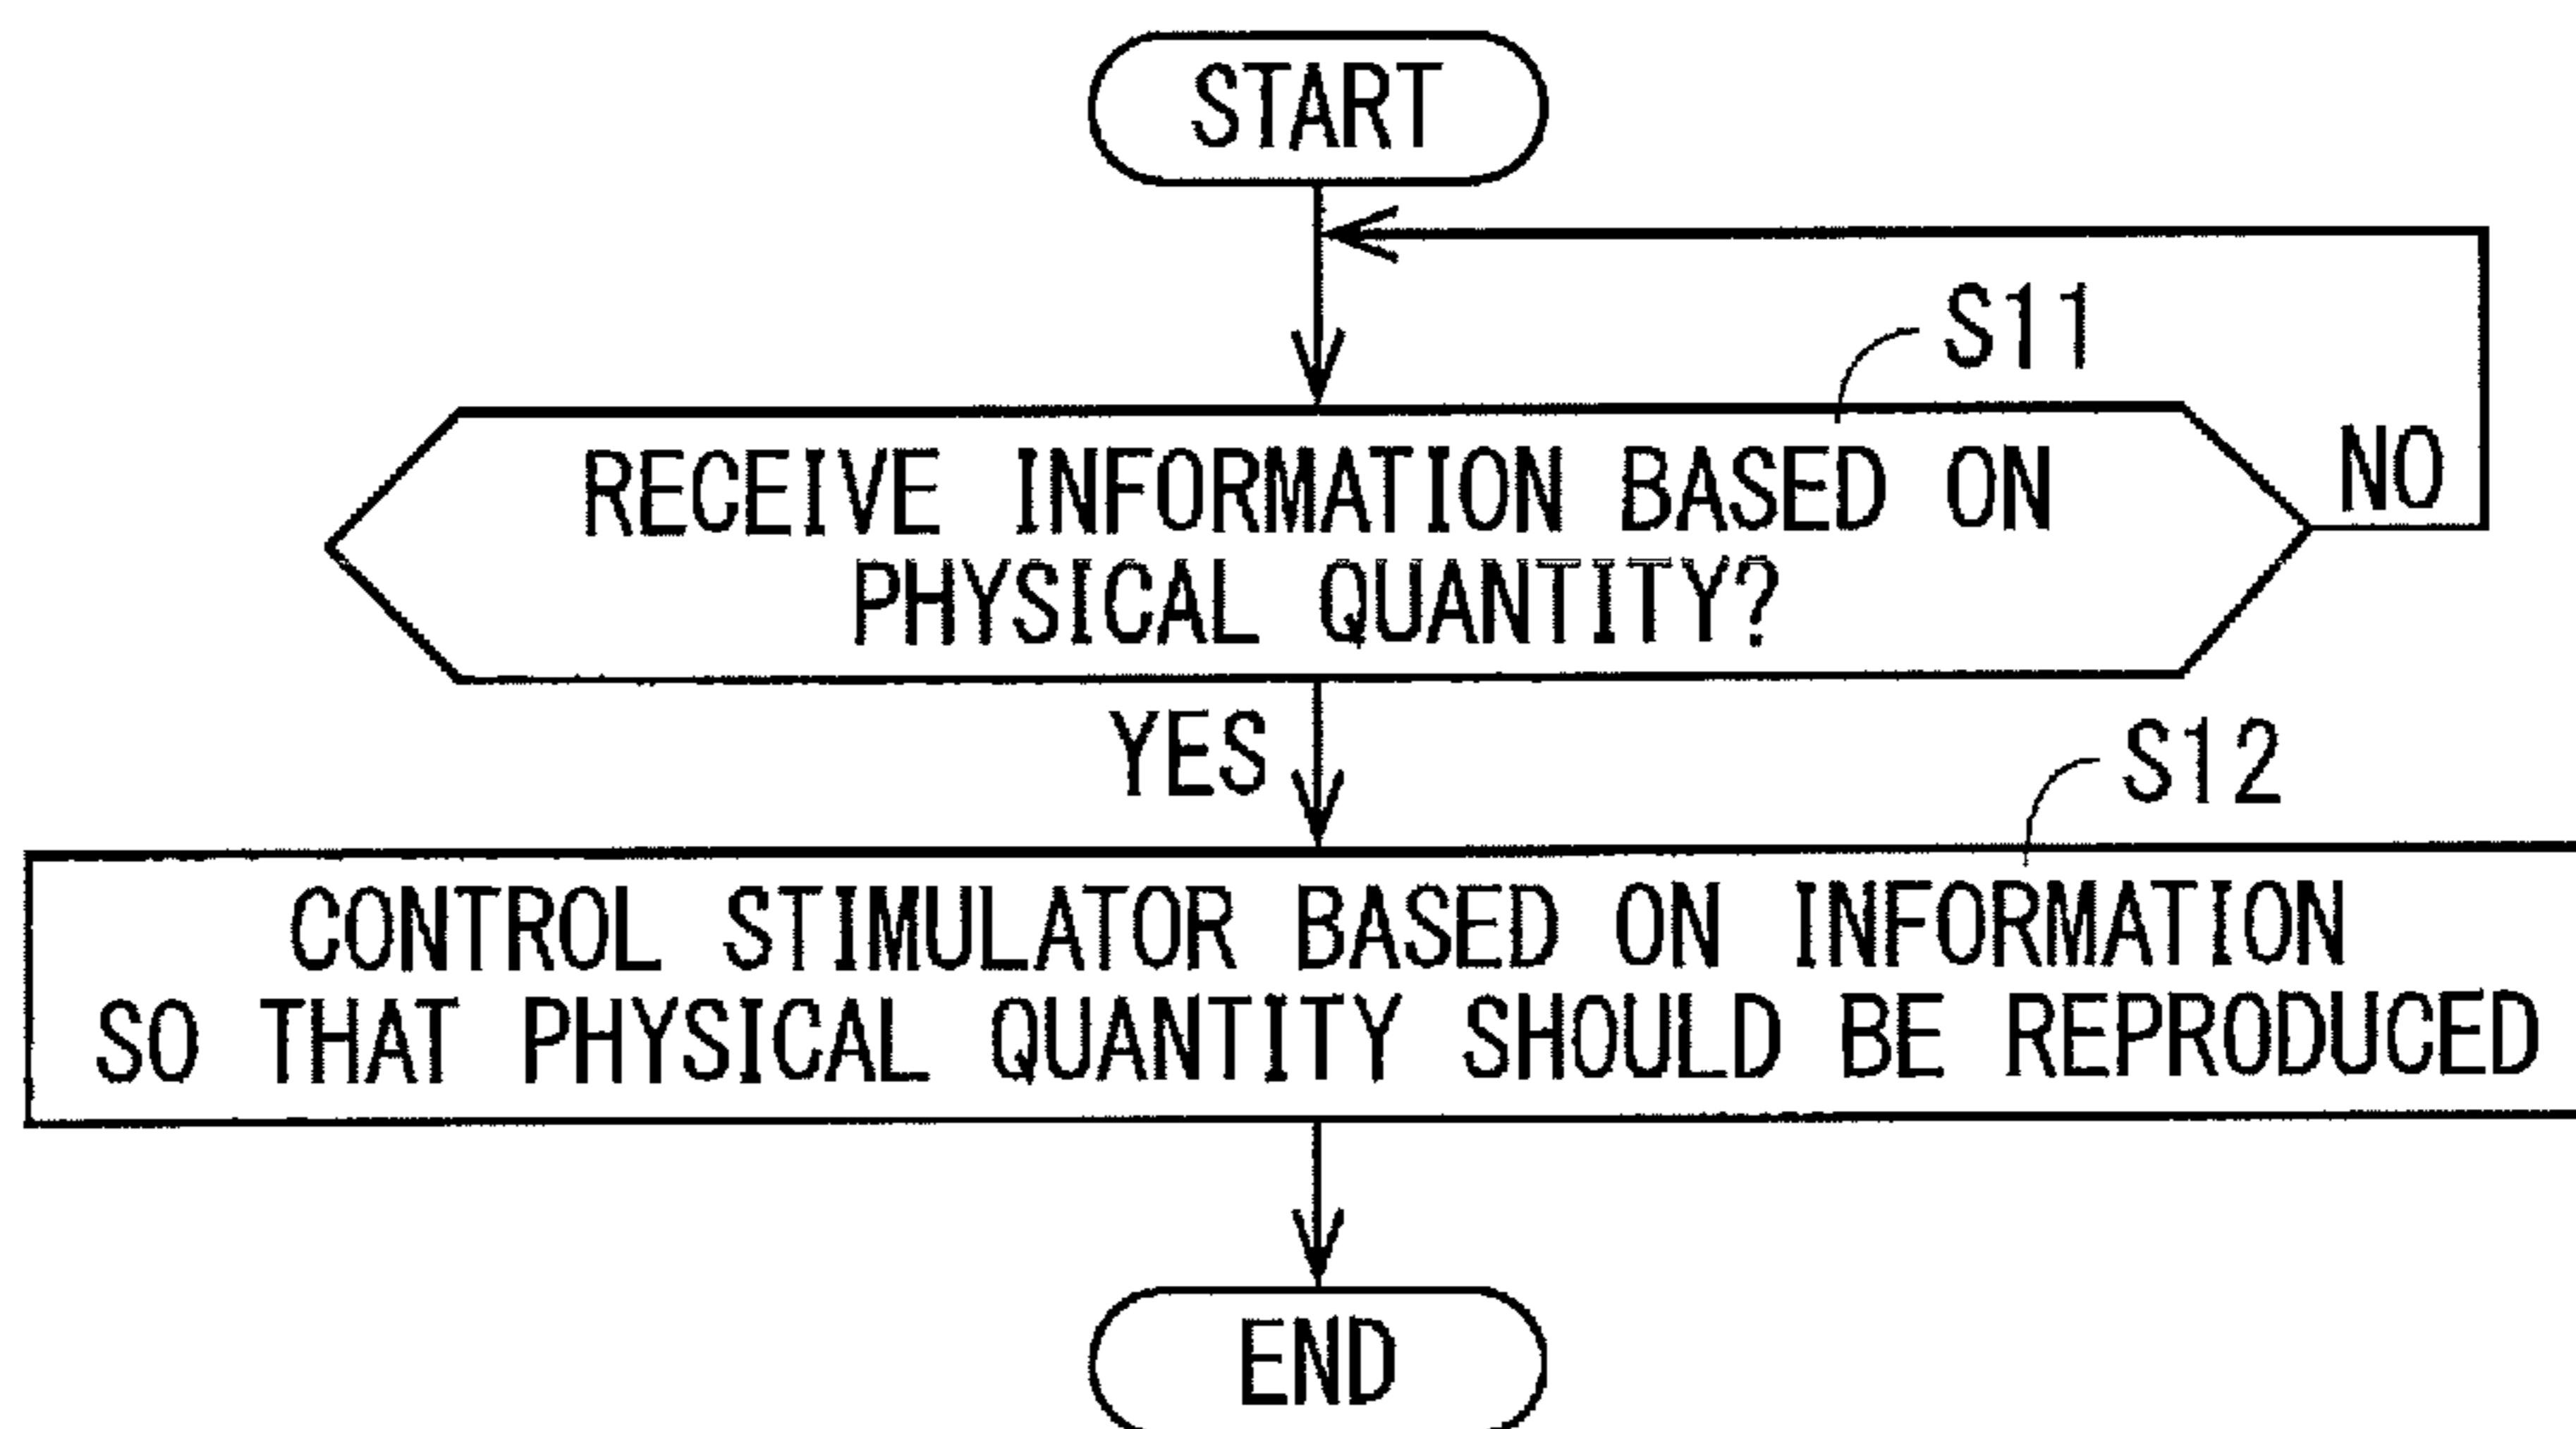 START
S11
RECEIVE INFORMATION BASED ON
PHYSICAL QUANTITY?
NO
YES
S12
CONTROL STIMULATOR BASED ON INFORMATION
SO THAT PHYSICAL QUANTITY SHOULD BE REPRODUCED
END